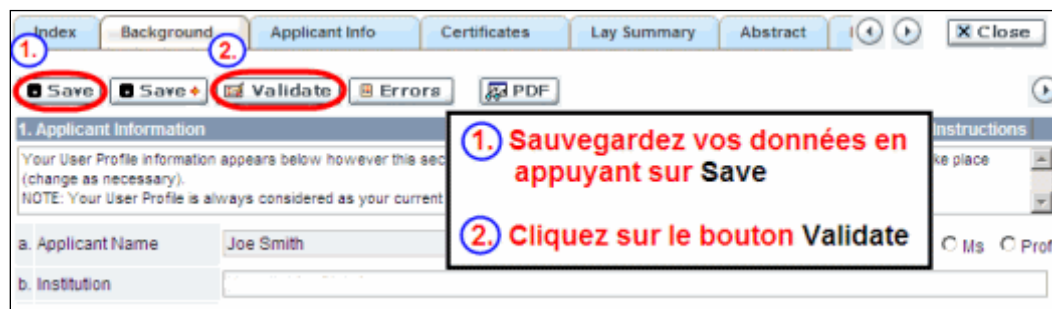 Index Background Applicant Info Certificates Lay Summary Abstract Close
1. 2.
Save Save Validate Errors PDF
1. Applicant Information Instructions
Your User Profile information appears below however this sec ke place
(change as necessary).
NOTE: Your User Profile is always considered as your current
1. Sauvegardez vos données en
appuyant sur Save
2. Cliquez sur le bouton Validate
a. Applicant Name Joe Smith Ms Prof
b. Institution